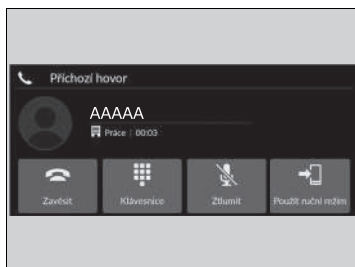 Příchozí hovor
AAAAA
Práce | 00:03
Zavěsit
Klávesnice
Ztlumit
Použít ruční režim